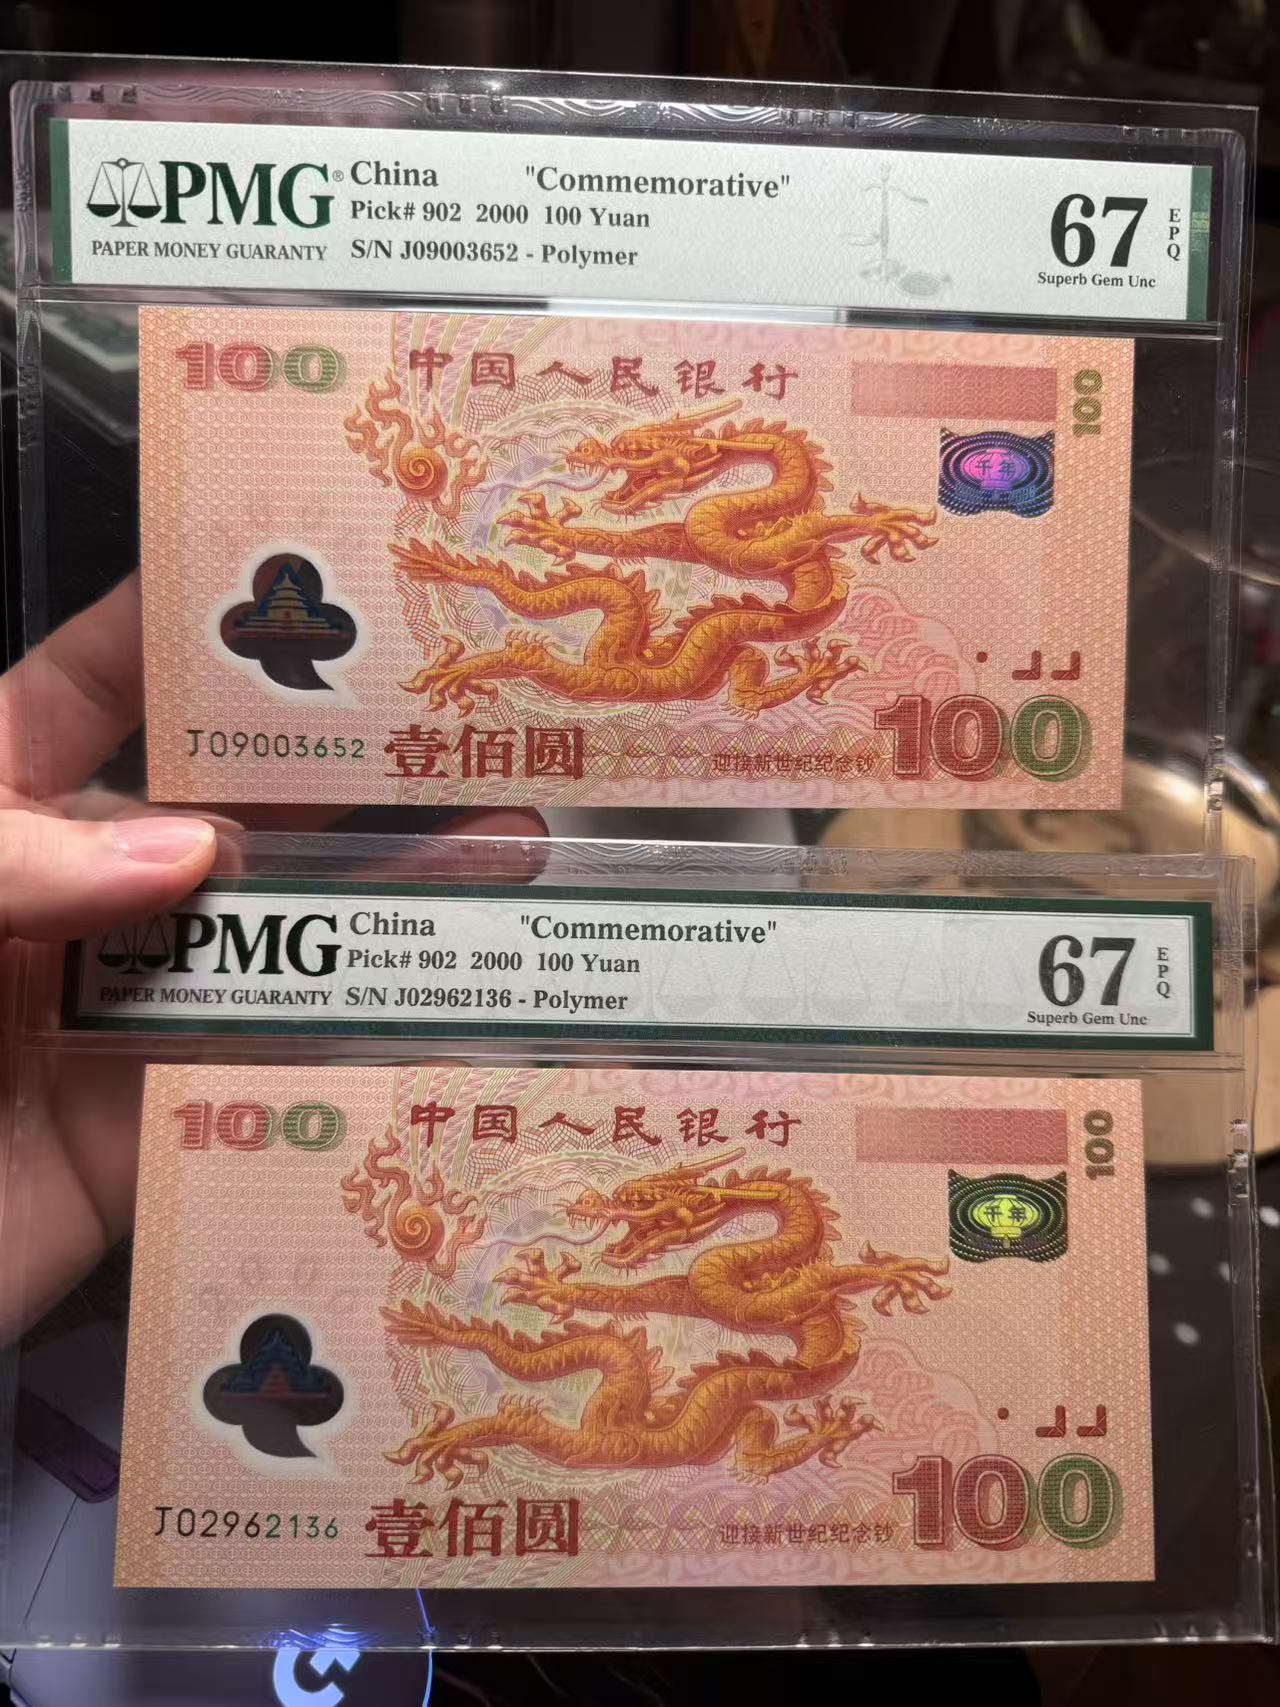 PMG® China "Commemorative"
Pick# 902 2000 100 Yuan
PAPER MONEY GUARANTY S/N J09003652 - Polymer
67 EPQ
Superb Gem Unc
100 中国人民银行 100
千年
J09003652 壹佰圆 迎接新世纪纪念钞 100
PMG China "Commemorative"
Pick# 902 2000 100 Yuan
PAPER MONEY GUARANTY S/N J02962136 - Polymer
67 EPQ
Superb Gem Unc
100 中国人民银行 100
千年
J02962136 壹佰圆 迎接新世纪纪念钞 100